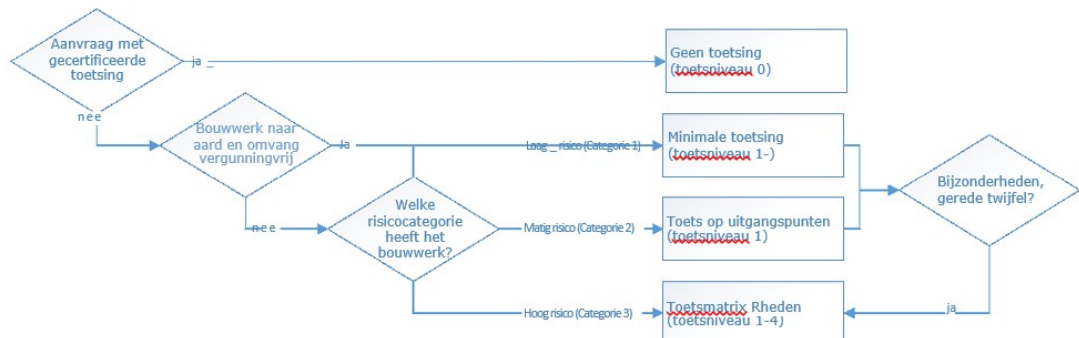 Aanvraag met
gecertificeerde
toetsing
ja _
Geen toetsing
(toetsniveau 0)
nee
Bouwwerk naar
aard en omvang
vergunningvrij
Ja
Laag _ risico (Categorie 1)
Minimale toetsing
(toetsniveau 1-)
nee
Welke
risicocategorie
heeft het
bouwwerk?
Matig risico (Categorie 2)
Toets op uitgangspunten
(toetsniveau 1)
Bijzonderheden,
gerede twijfel?
Hoog risico (Categorie 3)
Toetsmatrix Rheden
(toetsniveau 1-4)
ja